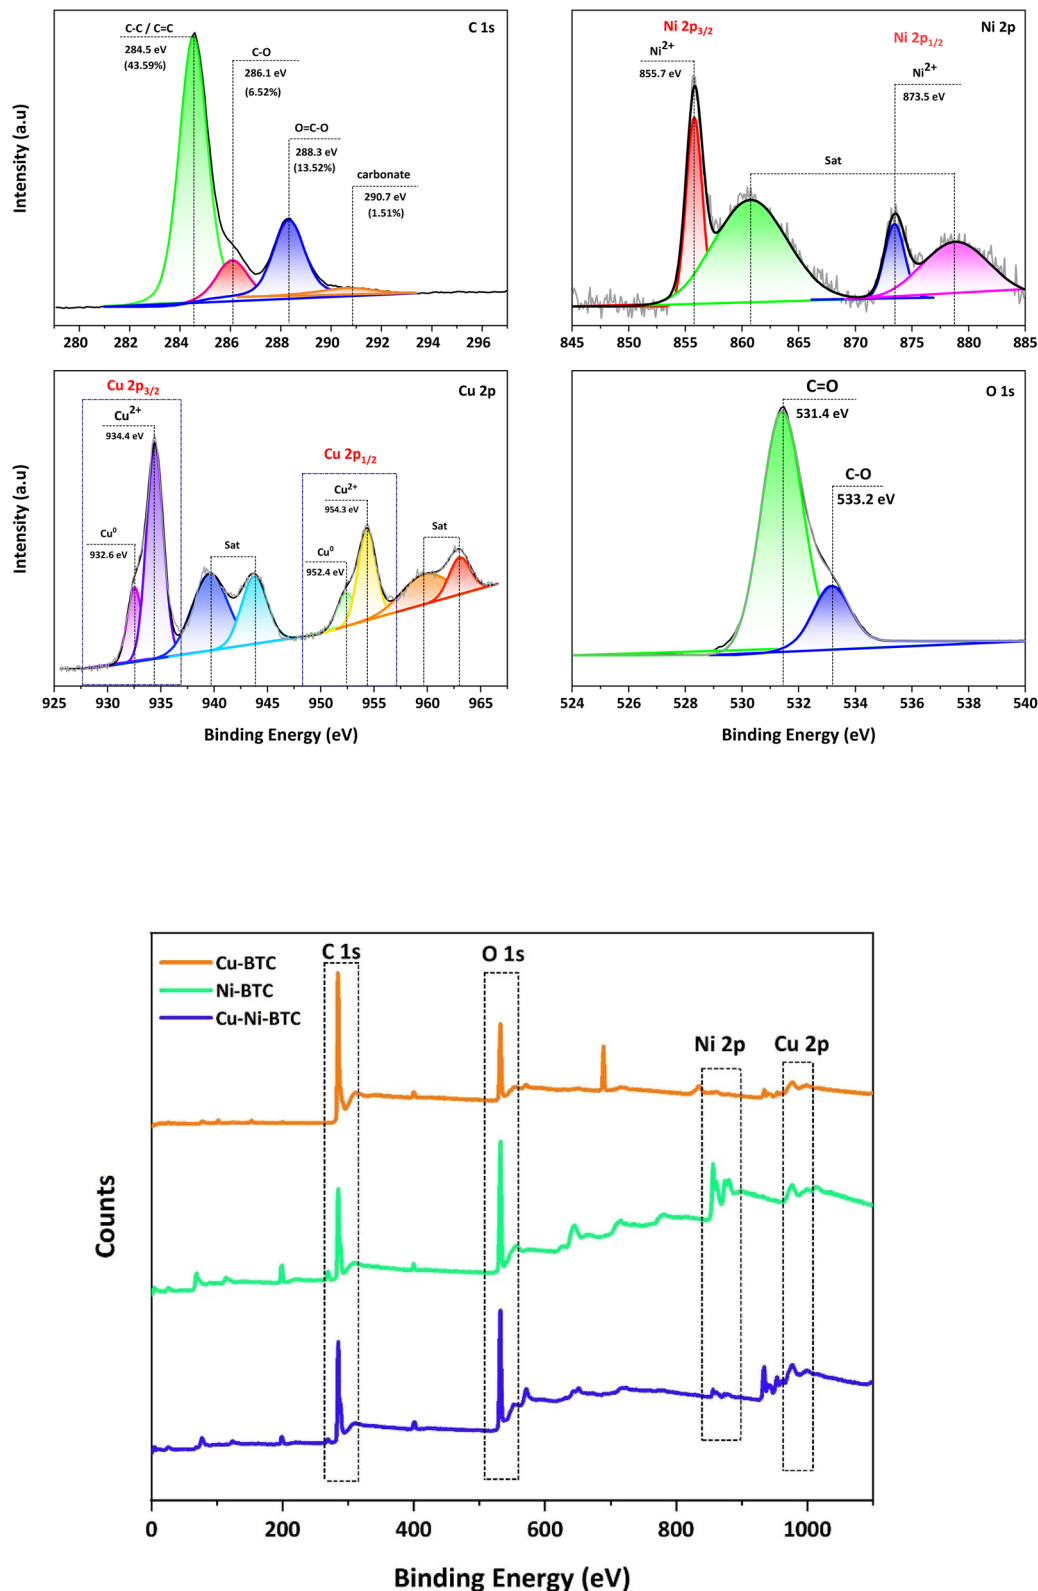 C 1s
C-C / C=C
284.5 eV
(43.59%)
C-O
286.1 eV
(6.52%)
O=C-O
288.3 eV
(13.52%)
carbonate
290.7 eV
(1.51%)
Intensity (a.u)
280 282 284 286 288 290 292 294 296
Ni 2p
Ni 2p3/2
Ni2+
855.7 eV
Ni 2p1/2
Ni2+
873.5 eV
Sat
845 850 855 860 865 870 875 880 885
Cu 2p
Cu 2p3/2
Cu2+
934.4 eV
Cu0
932.6 eV
Sat
Cu 2p1/2
Cu2+
954.3 eV
Cu0
952.4 eV
Sat
Intensity (a.u)
925 930 935 940 945 950 955 960 965
Binding Energy (eV)
O 1s
C=O
531.4 eV
C-O
533.2 eV
524 526 528 530 532 534 536 538 540
Binding Energy (eV)
Cu-BTC
Ni-BTC
Cu-Ni-BTC
C 1s
O 1s
Ni 2p
Cu 2p
Counts
0 200 400 600 800 1000
Binding Energy (eV)